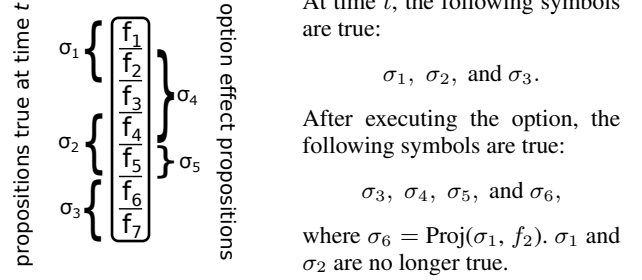 propositions true at time t
σ1
σ2
σ3
f1
f2
f3
f4
f5
f6
f7
σ4
σ5
option effect propositions
At time t, the following symbols
are true:
σ1, σ2, and σ3.
After executing the option, the
following symbols are true:
σ3, σ4, σ5, and σ6,
where σ6 = Proj(σ1, f2). σ1 and
σ2 are no longer true.